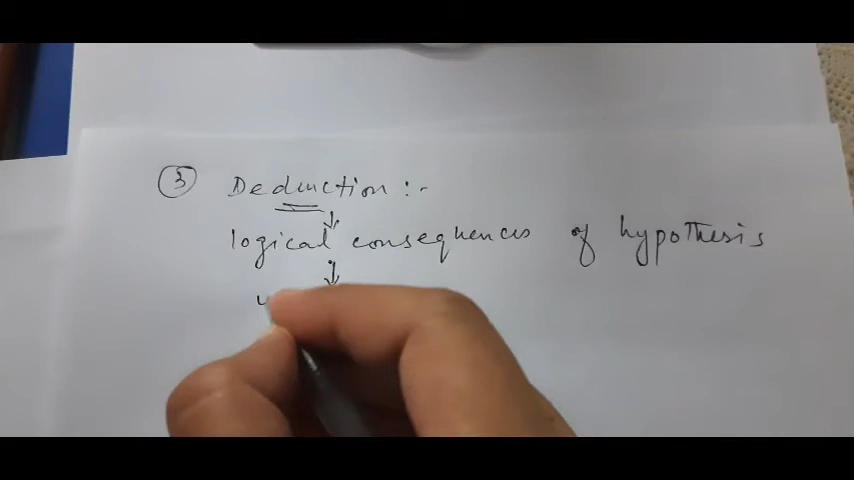 ③ Deduction :-
↓
logical consequences of hypothesis
↓